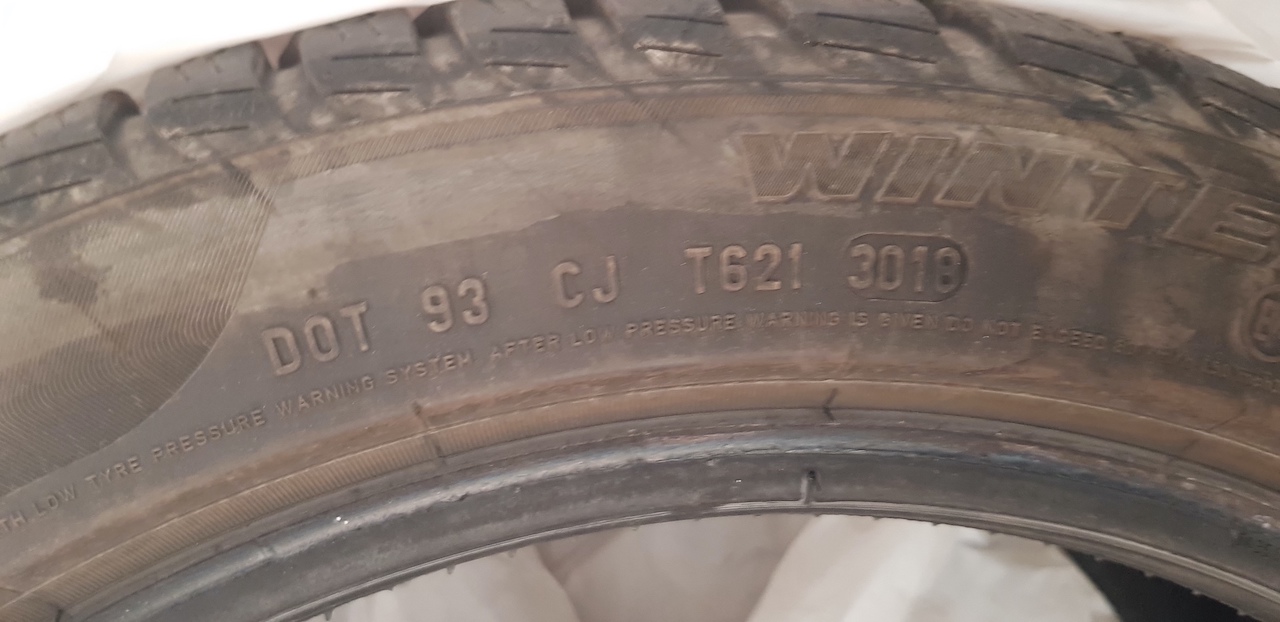 WINTE
DOT 93 CJ T621 3018
TH LOW TYRE PRESSURE WARNING SYSTEM AFTER LOW PRESSURE WARNING IS GIVEN DO NOT EXCEED